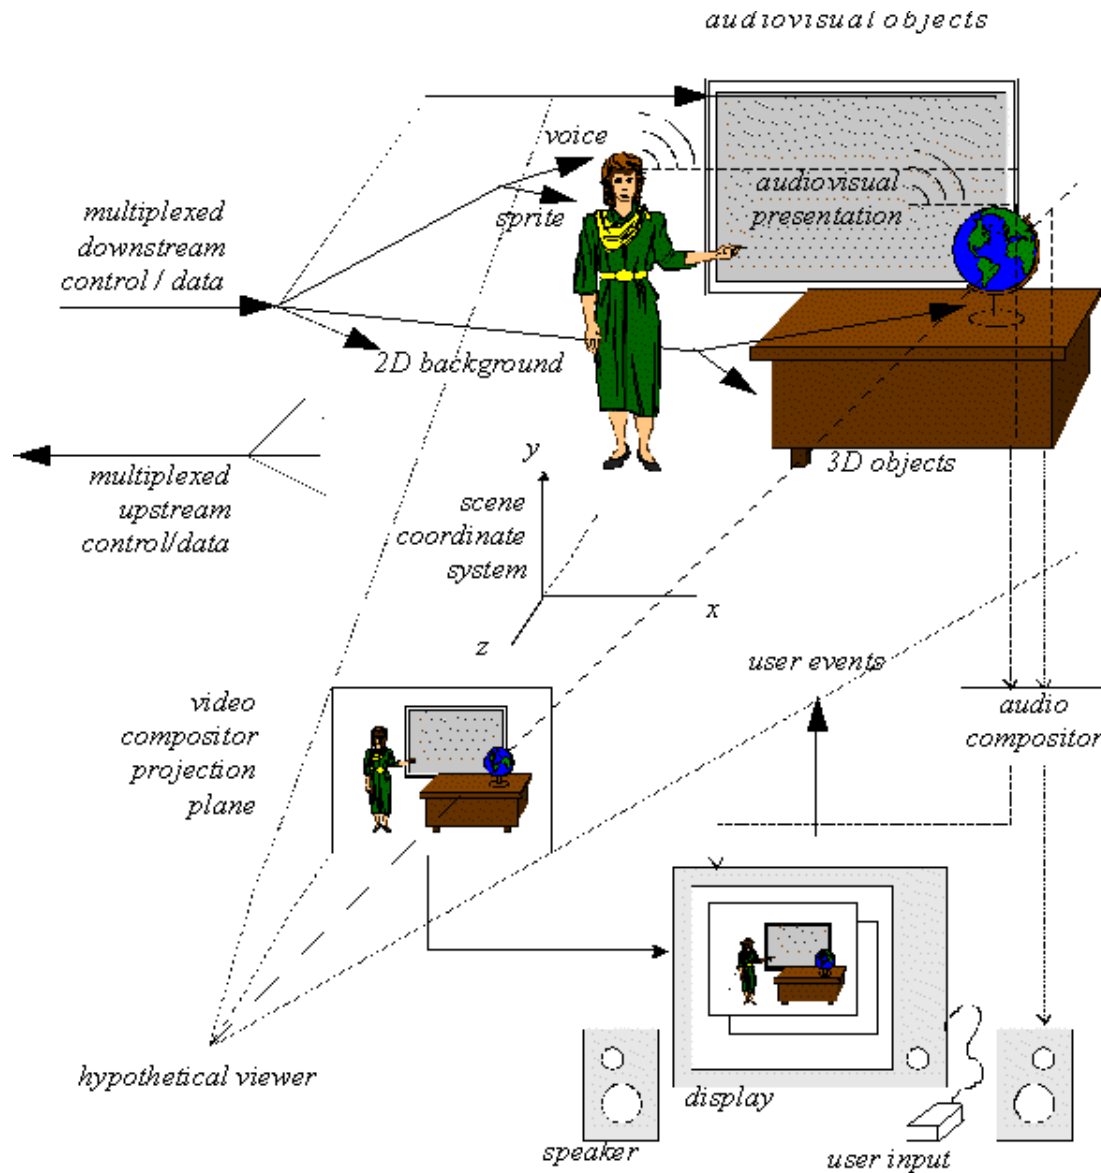 audiovisual objects
voice
sprite
audiovisual
presentation
multiplexed
downstream
control / data
2D background
3D objects
multiplexed
upstream
control/data
y
scene
coordinate
system
x
z
user events
video
compositor
projection
plane
audio
compositor
hypothetical viewer
display
speaker
user input